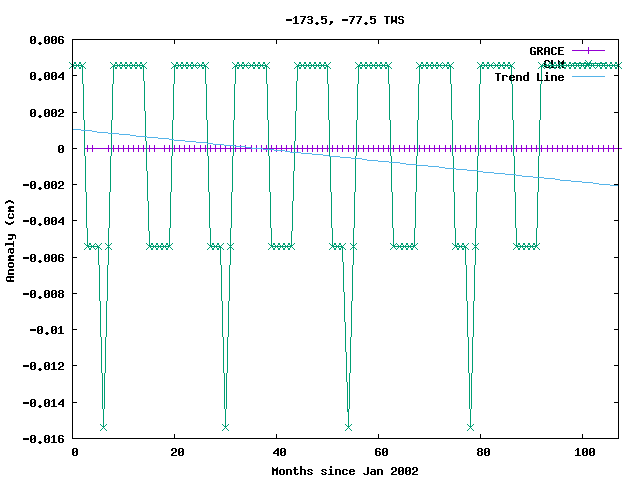 -173.5, -77.5 TWS
GRACE
CLM
Trend Line
0.006
0.004
0.002
0
-0.002
-0.004
-0.006
-0.008
-0.01
-0.012
-0.014
-0.016
Anomaly (cm)
0 20 40 60 80 100
Months since Jan 2002